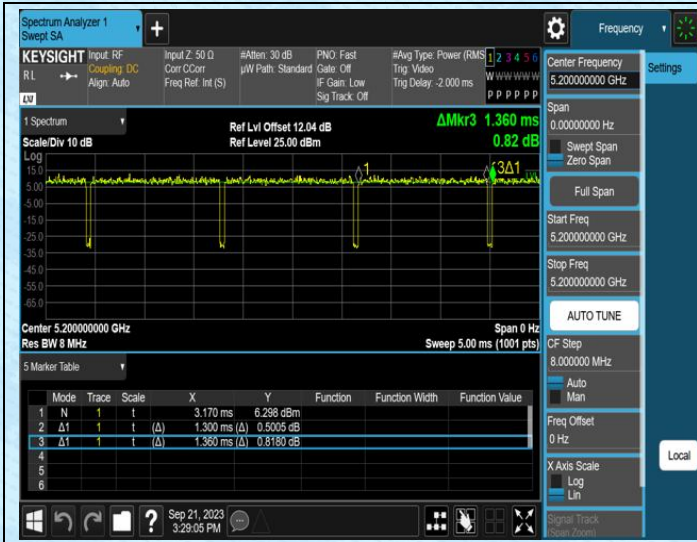 Spectrum Analyzer 1
Swept SA
Frequency
KEYSIGHT
RL
Input: RF
Coupling: DC
Align: Auto
Input Z: 50 Ω
Corr CCorr
Freq Ref: Int (S)
#Atten: 30 dB
µW Path: Standard
PNO: Fast
Gate: Off
IF Gain: Low
Sig Track: Off
#Avg Type: Power (RMS
Trig: Video
Trig Delay: -2.000 ms
1 2 3 4 5 6
W W W W W W
P P P P P P
LXI
1 Spectrum
Scale/Div 10 dB
Ref Lvl Offset 12.04 dB
Ref Level 25.00 dBm
ΔMkr3 1.360 ms
0.82 dB
Log
15.0
5.00
-5.00
-15.0
-25.0
-35.0
-45.0
-55.0
-65.0
1
3Δ1
Center 5.200000000 GHz
Res BW 8 MHz
Span 0 Hz
Sweep 5.00 ms (1001 pts)
5 Marker Table
Mode Trace Scale X Y Function Function Width Function Value
1 N 1 t 3.170 ms 6.298 dBm
2 Δ1 1 t (Δ) 1.300 ms (Δ) 0.5005 dB
3 Δ1 1 t (Δ) 1.360 ms (Δ) 0.8180 dB
4
5
6
?
Sep 21, 2023
3:29:05 PM
Center Frequency
5.200000000 GHz
Span
0.00000000 Hz
Swept Span
Zero Span
Full Span
Start Freq
5.200000000 GHz
Stop Freq
5.200000000 GHz
AUTO TUNE
CF Step
8.000000 MHz
Auto
Man
Freq Offset
0 Hz
X Axis Scale
Log
Lin
Signal Track
(Span Zoom)
Settings
Local